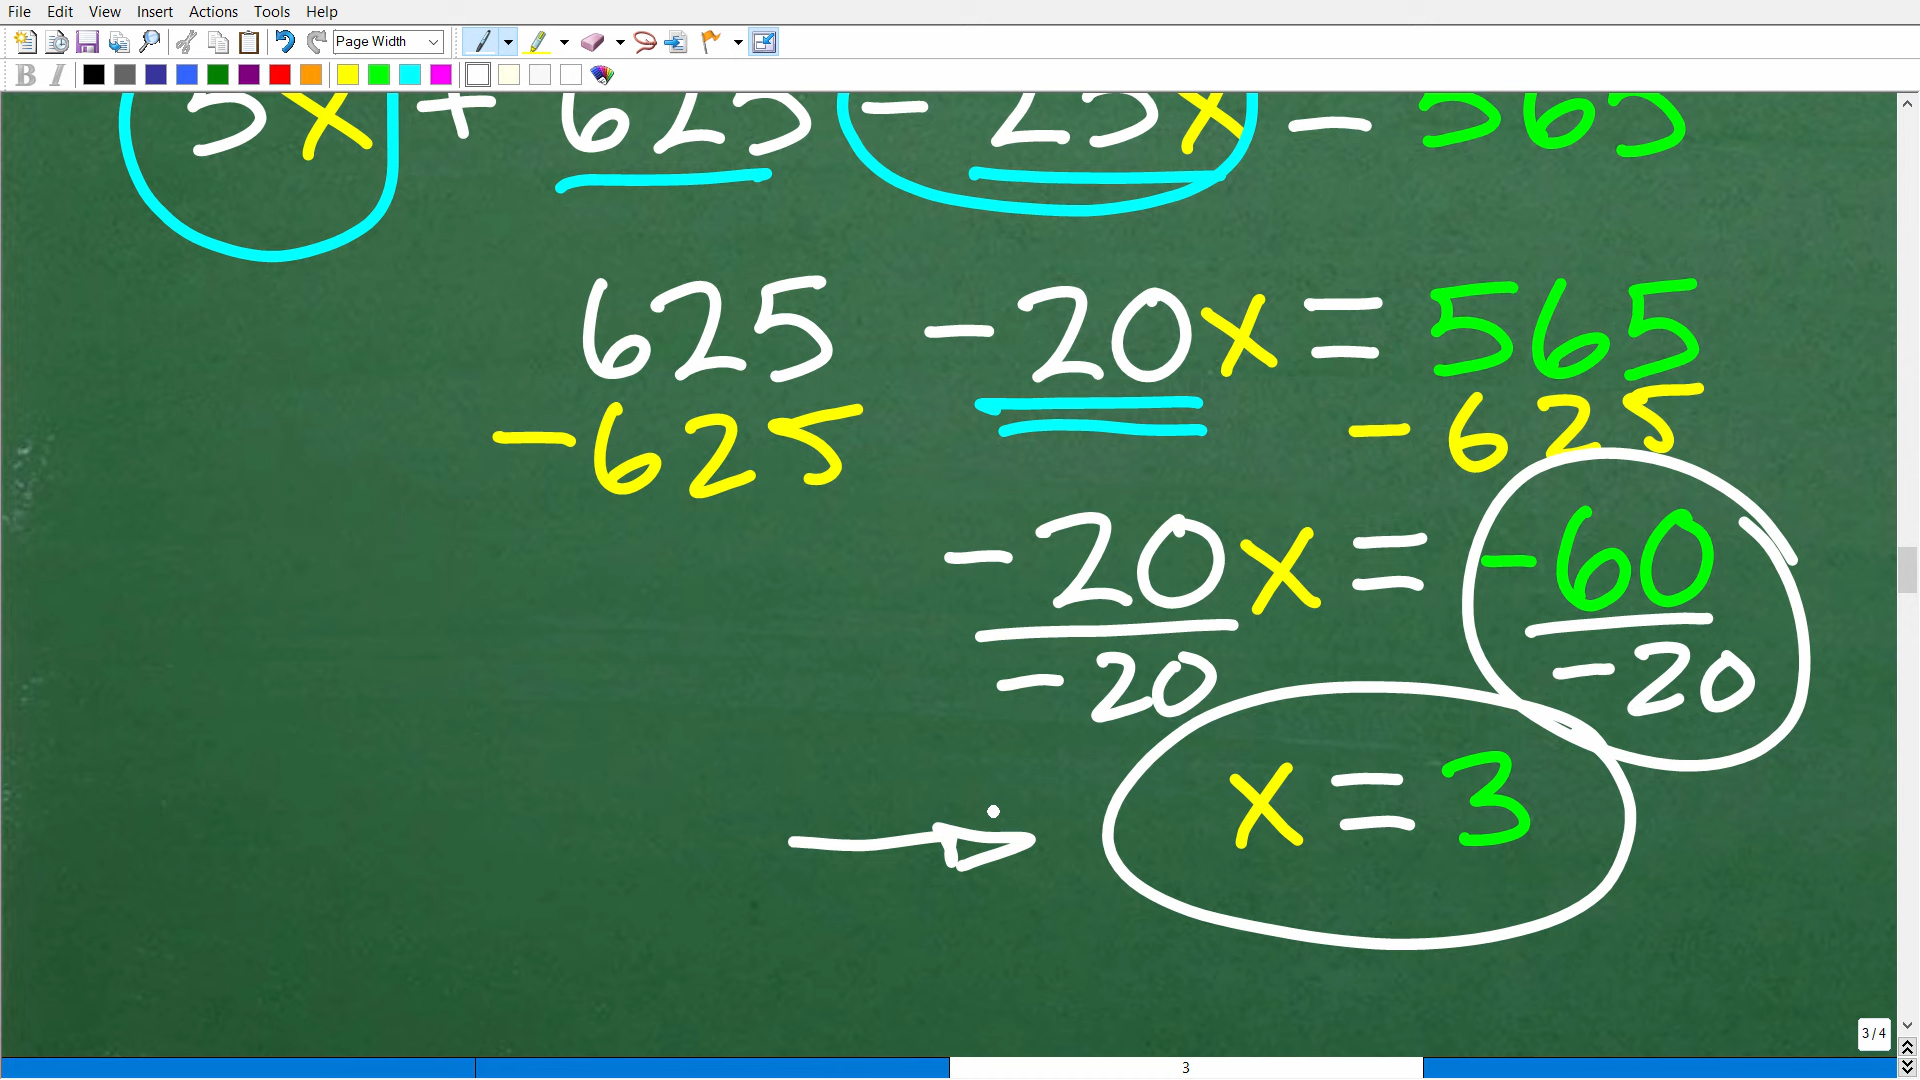 File Edit View Insert Actions Tools Help
Page Width
B I
5x + 625 - 25x = 565
625 -20x = 565
-625 - 625
-20x = -60
-20 -20
x = 3
3 / 4
3